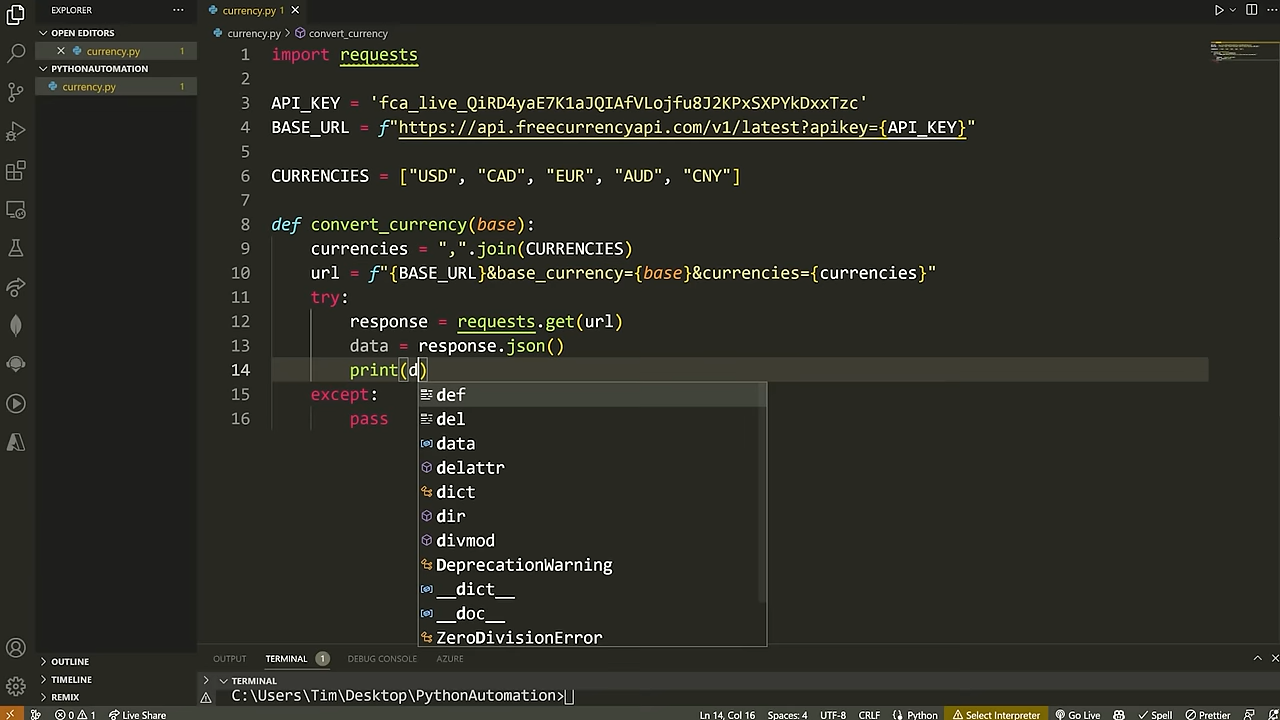 EXPLORER
···
OPEN EDITORS
currency.py 1
PYTHONAUTOMATION
currency.py 1
OUTLINE
TIMELINE
REMIX
currency.py 1
currency.py > convert_currency
1 import requests
2
3 API_KEY = 'fca_live_QiRD4yaE7K1aJQIAfVLojfu8J2KPxSXPYkDxxTzc'
4 BASE_URL = f"https://api.freecurrencyapi.com/v1/latest?apikey={API_KEY}"
5
6 CURRENCIES = ["USD", "CAD", "EUR", "AUD", "CNY"]
7
8 def convert_currency(base):
9 currencies = ",".join(CURRENCIES)
10 url = f"{BASE_URL}&base_currency={base}&currencies={currencies}"
11 try:
12 response = requests.get(url)
13 data = response.json()
14 print(d)
15 except:
16 pass
def
del
data
delattr
dict
dir
divmod
DeprecationWarning
__dict__
__doc__
ZeroDivisionError
OUTPUT TERMINAL 1 DEBUG CONSOLE AZURE
TERMINAL
C:\Users\Tim\Desktop\PythonAutomation>
0 1 Live Share Ln 14, Col 16 Spaces: 4 UTF-8 CRLF Python Select Interpreter Go Live Spell Prettier